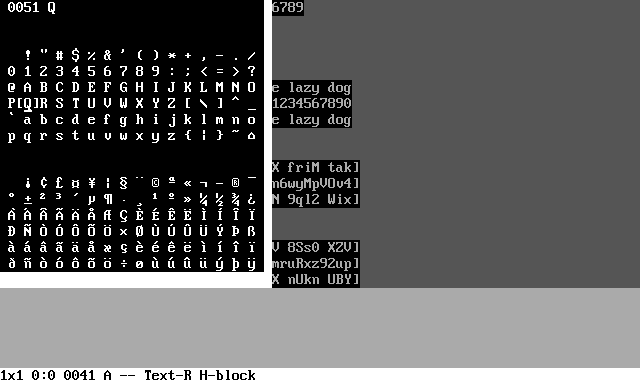 0051 Q
6789
! " # $ % & ' ( ) * + , - . /
0 1 2 3 4 5 6 7 8 9 : ; < = > ?
e lazy dog
@ A B C D E F G H I J K L M N O
1234567890
P[Q]R S T U V W X Y Z [ \ ] ^ _
e lazy dog
` a b c d e f g h i j k l m n o
p q r s t u v w x y z { | } ~ ⌂
X friM tak]
¡ ¢ £ ¤ ¥ ¦ § ¨ © ª « ¬ - ® ¯
m6wyMpVOv4]
° ± ² ³ ´ µ ¶ · ¸ ¹ º » ¼ ½ ¾ ¿
N 9ql2 Wix]
À Á Â Ã Ä Å Æ Ç È É Ê Ë Ì Í Î Ï
Ð Ñ Ò Ó Ô Õ Ö × Ø Ù Ú Û Ü Ý Þ ß
V 8Ss0 XZV]
à á â ã ä å æ ç è é ê ë ì í î ï
mruRxz92up]
ð ñ ò ó ô õ ö ÷ ø ù ú û ü ý þ ÿ
X nUkn UBY]
1x1 0:0 0041 A -- Text-R H-block